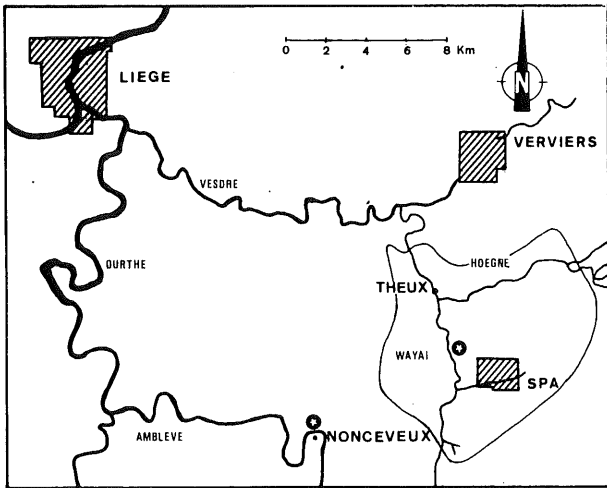 0 2 4 6 8 Km
N
LIEGE
VERVIERS
VESDRE
OURTHE
HOEGNE
THEUX
WAYAI
SPA
AMBLEVE
NONCEVEUX